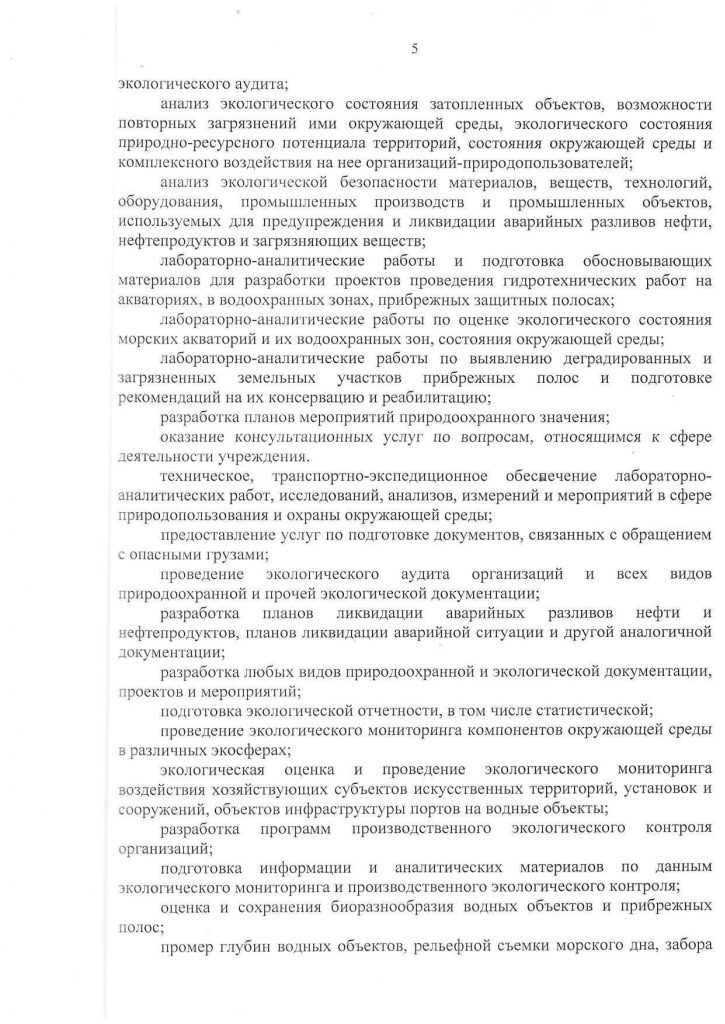 5
экологического аудита;
анализ экологического состояния затопленных объектов, возможности
повторных загрязнений ими окружающей среды, экологического состояния
природно-ресурсного потенциала территорий, состояния окружающей среды и
комплексного воздействия на нее организаций-природопользователей;
анализ экологической безопасности материалов, веществ, технологий,
оборудования, промышленных производств и промышленных объектов,
используемых для предупреждения и ликвидации аварийных разливов нефти,
нефтепродуктов и загрязняющих веществ;
лабораторно-аналитические работы и подготовка обосновывающих
материалов для разработки проектов проведения гидротехнических работ на
акваториях, в водоохранных зонах, прибрежных защитных полосах;
лабораторно-аналитические работы по оценке экологического состояния
морских акваторий и их водоохранных зон, состояния окружающей среды;
лабораторно-аналитические работы по выявлению деградированных и
загрязненных земельных участков прибрежных полос и подготовке
рекомендаций на их консервацию и реабилитацию;
разработка планов мероприятий природоохранного значения;
оказание консультационных услуг по вопросам, относящимся к сфере
деятельности учреждения.
техническое, транспортно-экспедиционное обеспечение лабораторно-
аналитических работ, исследований, анализов, измерений и мероприятий в сфере
природопользования и охраны окружающей среды;
предоставление услуг по подготовке документов, связанных с обращением
с опасными грузами;
проведение экологического аудита организаций и всех видов
природоохранной и прочей экологической документации;
разработка планов ликвидации аварийных разливов нефти и
нефтепродуктов, планов ликвидации аварийной ситуации и другой аналогичной
документации;
разработка любых видов природоохранной и экологической документации,
проектов и мероприятий;
подготовка экологической отчетности, в том числе статистической;
проведение экологического мониторинга компонентов окружающей среды
в различных экосферах;
экологическая оценка и проведение экологического мониторинга
воздействия хозяйствующих субъектов искусственных территорий, установок и
сооружений, объектов инфраструктуры портов на водные объекты;
разработка программ производственного экологического контроля
организаций;
подготовка информации и аналитических материалов по данным
экологического мониторинга и производственного экологического контроля;
оценка и сохранения биоразнообразия водных объектов и прибрежных
полос;
промер глубин водных объектов, рельефной съемки морского дна, забора